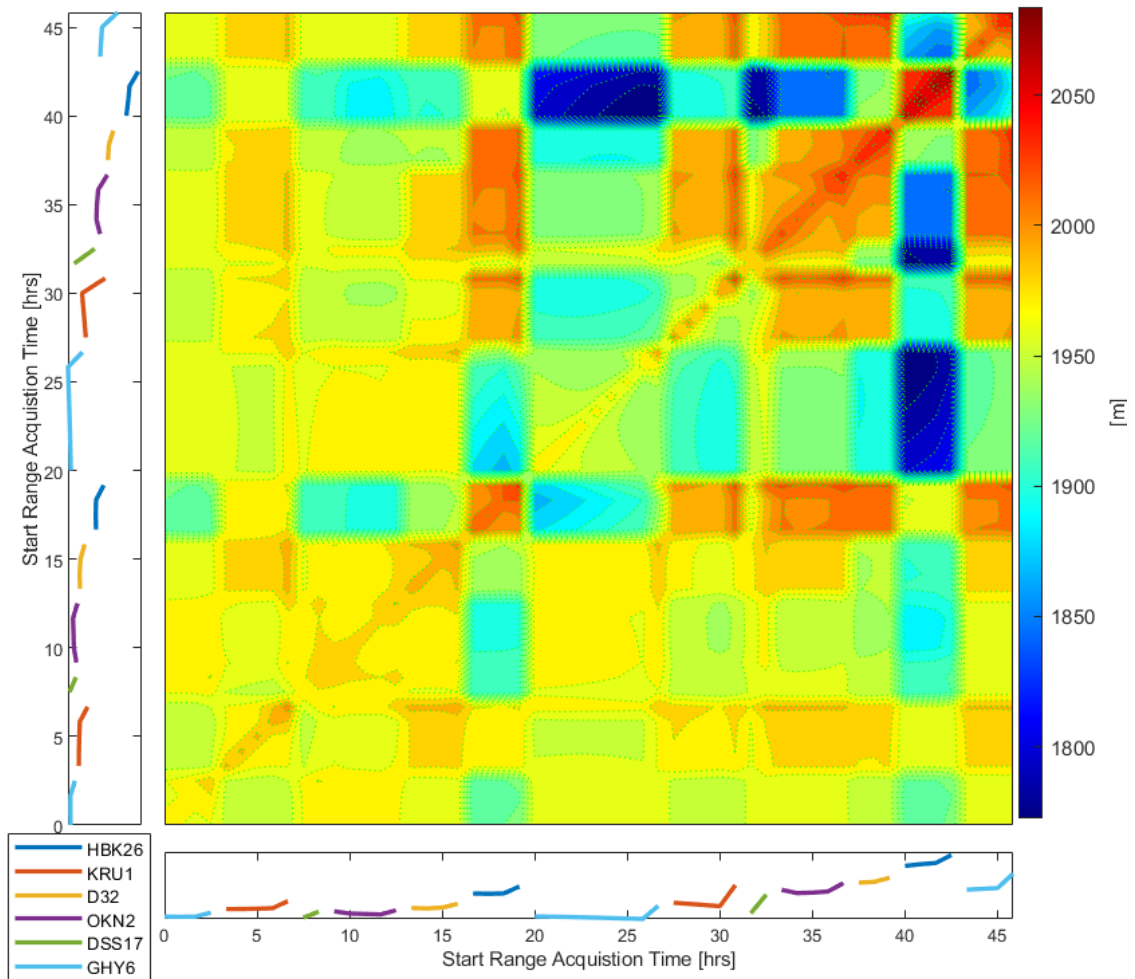 45
40
35
30
25
20
15
10
5
0
Start Range Acquistion Time [hrs]
2050
2000
1950
1900
1850
1800
[m]
HBK26
KRU1
D32
OKN2
DSS17
GHY6
0 5 10 15 20 25 30 35 40 45
Start Range Acquistion Time [hrs]